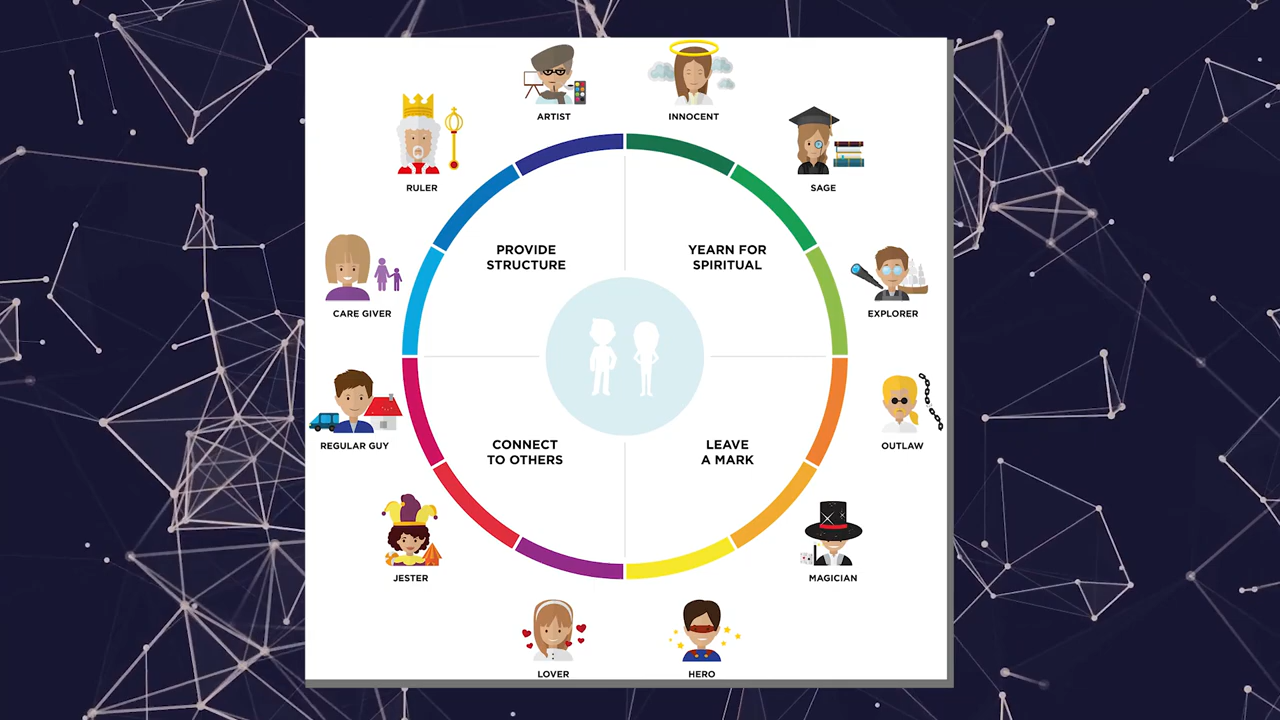 ARTIST
INNOCENT
RULER
SAGE
PROVIDE
STRUCTURE
YEARN FOR
SPIRITUAL
CARE GIVER
EXPLORER
REGULAR GUY
OUTLAW
CONNECT
TO OTHERS
LEAVE
A MARK
JESTER
MAGICIAN
LOVER
HERO